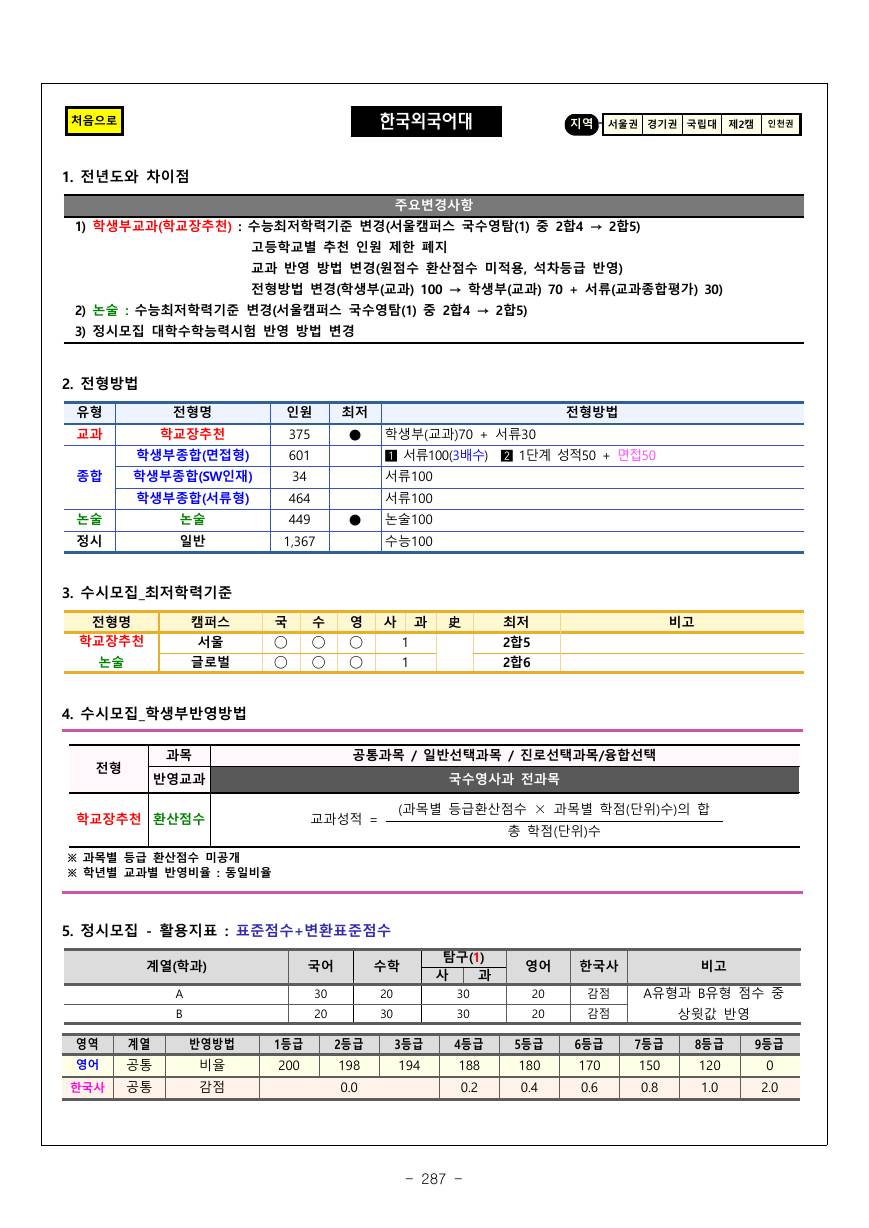 처음으로
한국외국어대
지역 서울권 경기권 국립대 제2캠 인천권
1. 전년도와 차이점
주요변경사항
1) 학생부교과(학교장추천) : 수능최저학력기준 변경(서울캠퍼스 국수영탐(1) 중 2합4 → 2합5)
고등학교별 추천 인원 제한 폐지
교과 반영 방법 변경(원점수 환산점수 미적용, 석차등급 반영)
전형방법 변경(학생부(교과) 100 → 학생부(교과) 70 + 서류(교과종합평가) 30)
2) 논술 : 수능최저학력기준 변경(서울캠퍼스 국수영탐(1) 중 2합4 → 2합5)
3) 정시모집 대학수학능력시험 반영 방법 변경
2. 전형방법
유형 전형명 인원 최저 전형방법
교과 학교장추천 375 ● 학생부(교과)70 + 서류30
학생부종합(면접형) 601 1 서류100(3배수) 2 1단계 성적50 + 면접50
종합 학생부종합(SW인재) 34 서류100
학생부종합(서류형) 464 서류100
논술 논술 449 ● 논술100
정시 일반 1,367 수능100
3. 수시모집_최저학력기준
전형명 캠퍼스 국 수 영 사 과 史 최저 비고
학교장추천 서울 ○ ○ ○ 1 2합5
논술 글로벌 ○ ○ ○ 1 2합6
4. 수시모집_학생부반영방법
전형 과목 공통과목 / 일반선택과목 / 진로선택과목/융합선택
반영교과 국수영사과 전과목
학교장추천 환산점수 교과성적 = (과목별 등급환산점수 × 과목별 학점(단위)수)의 합
총 학점(단위)수
※ 과목별 등급 환산점수 미공개
※ 학년별 교과별 반영비율 : 동일비율
5. 정시모집 - 활용지표 : 표준점수+변환표준점수
계열(학과) 국어 수학 탐구(1) 영어 한국사 비고
사 과
A 30 20 30 20 감점 A유형과 B유형 점수 중
B 20 30 30 20 감점 상윗값 반영
영역 계열 반영방법 1등급 2등급 3등급 4등급 5등급 6등급 7등급 8등급 9등급
영어 공통 비율 200 198 194 188 180 170 150 120 0
한국사 공통 감점 0.0 0.2 0.4 0.6 0.8 1.0 2.0
- 287 -